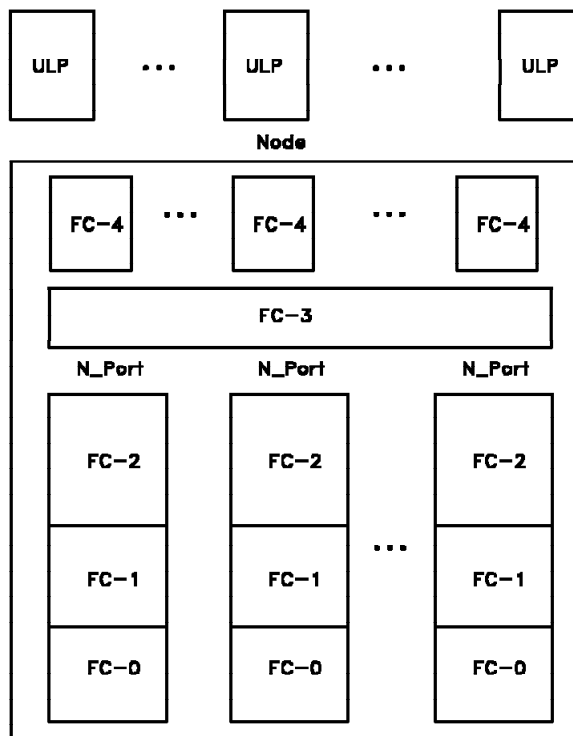 ULP ... ULP ... ULP
Node
FC-4 ... FC-4 ... FC-4
FC-3
N_Port N_Port N_Port
FC-2 FC-2 FC-2
...
FC-1 FC-1 FC-1
FC-0 FC-0 FC-0